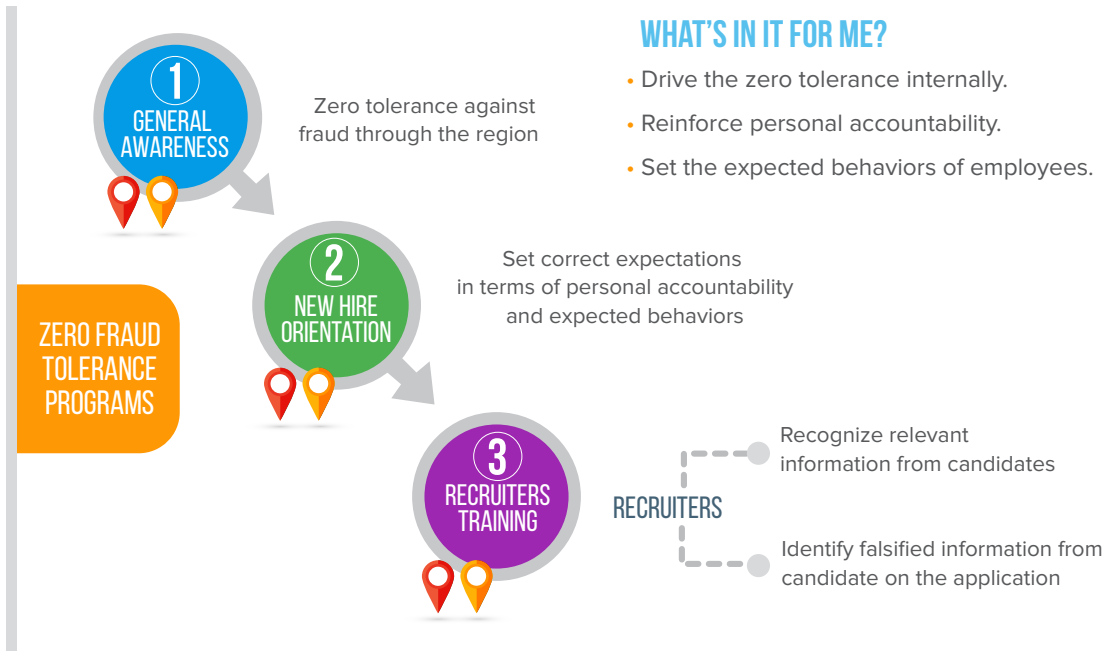 WHAT'S IN IT FOR ME?
• Drive the zero tolerance internally.
• Reinforce personal accountability.
• Set the expected behaviors of employees.
1
GENERAL
AWARENESS
Zero tolerance against
fraud through the region
2
NEW HIRE
ORIENTATION
Set correct expectations
in terms of personal accountability
and expected behaviors
ZERO FRAUD
TOLERANCE
PROGRAMS
3
RECRUITERS
TRAINING
RECRUITERS
Recognize relevant
information from candidates
Identify falsified information from
candidate on the application